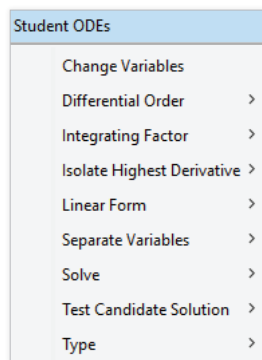 Student ODEs
Change Variables
Differential Order
Integrating Factor
Isolate Highest Derivative
Linear Form
Separate Variables
Solve
Test Candidate Solution
Type